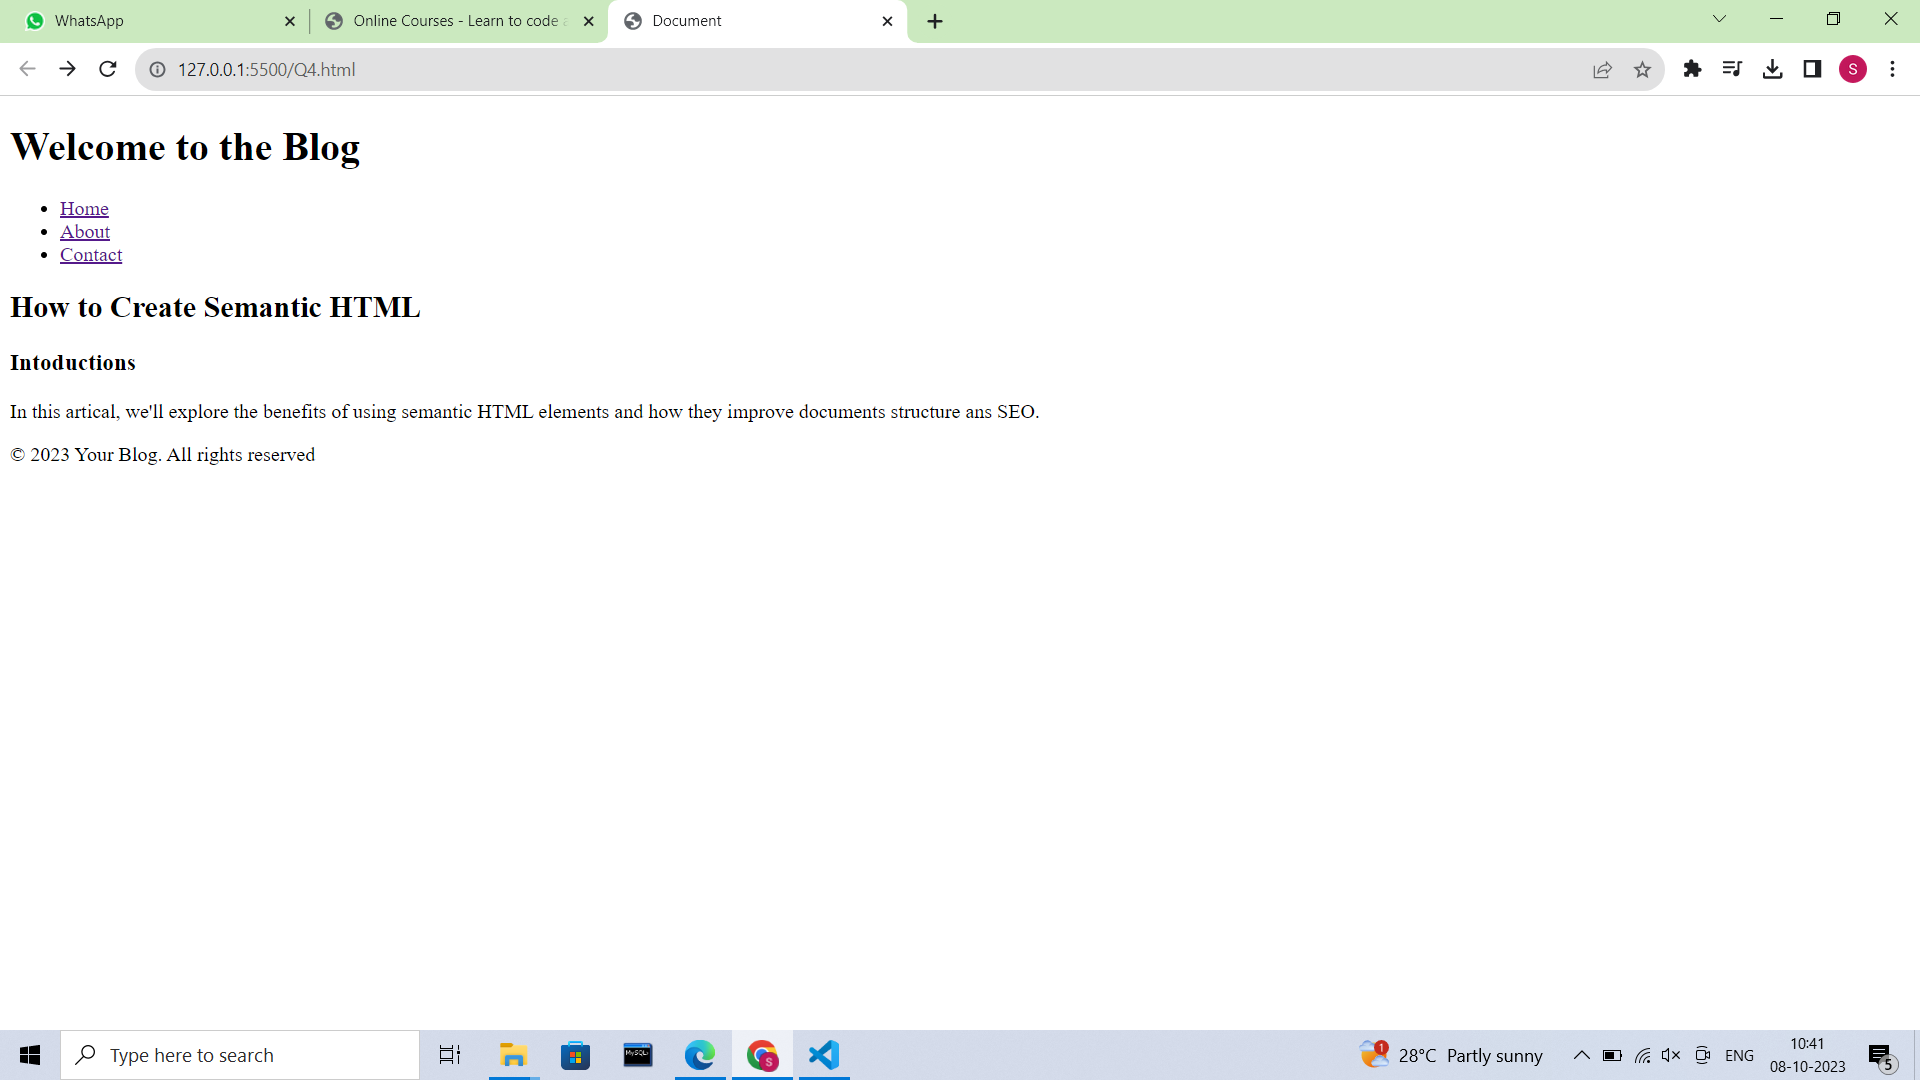 WhatsApp
Online Courses - Learn to code a
Document
127.0.0.1:5500/Q4.html
S
Welcome to the Blog
• Home
• About
• Contact
How to Create Semantic HTML
Intoductions
In this artical, we'll explore the benefits of using semantic HTML elements and how they improve documents structure ans SEO.
© 2023 Your Blog. All rights reserved
Type here to search
MySQL
S
1
28°C Partly sunny
ENG
10:41
08-10-2023
5